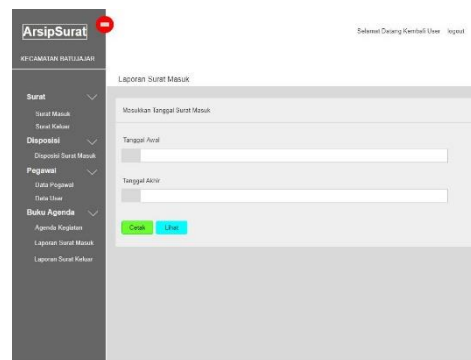 ArsipSurat
Selamat Datang Kembali User logout
KECAMATAN BATUJAJAR
Laporan Surat Masuk
Surat
Surat Masuk
Surat Keluar
Disposisi
Disposisi Surat Masuk
Pegawai
Data Pegawai
Data User
Buku Agenda
Agenda Kegiatan
Laporan Surat Masuk
Laporan Surat Keluar
Masukkan Tanggal Surat Masuk
Tanggal Awal
Tanggal Akhir
Cetak Lihat